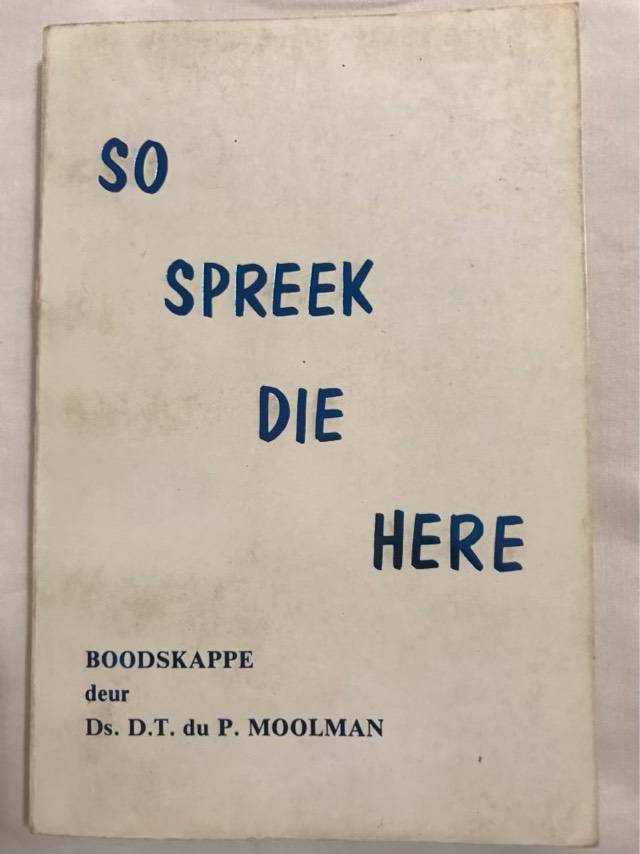 SO
SPREEK
DIE
HERE
BOODSKAPPE
deur
Ds. D.T. du P. MOOLMAN